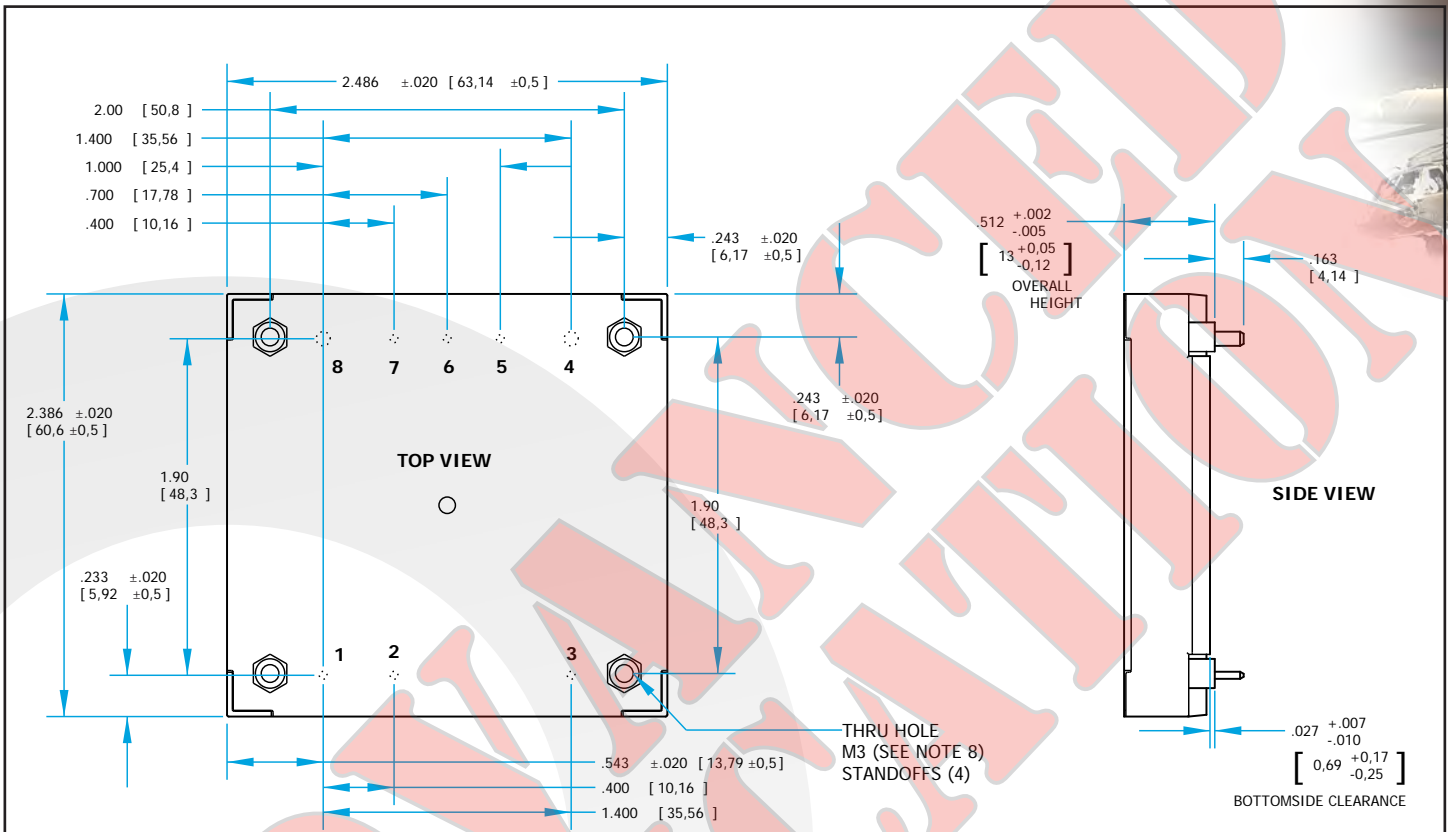 2.486 ±.020 [ 63,14 ±0,5 ]
2.00 [ 50,8 ]
1.400 [ 35,56 ]
1.000 [ 25,4 ]
.700 [ 17,78 ]
.400 [ 10,16 ]
.243 ±.020
[ 6,17 ±0,5 ]
.512 +.002
-.005
[ 13 +0,05
-0,12 ]
OVERALL
HEIGHT
.163
[ 4,14 ]
8 7 6 5 4
.243 ±.020
[ 6,17 ±0,5 ]
2.386 ±.020
[ 60,6 ±0,5 ]
TOP VIEW
1.90
[ 48,3 ]
1.90
[ 48,3 ]
SIDE VIEW
.233 ±.020
[ 5,92 ±0,5 ]
1 2 3
THRU HOLE
M3 (SEE NOTE 8)
STANDOFFS (4)
.027 +.007
-.010
[ 0,69 +0,17
-0,25 ]
BOTTOMSIDE CLEARANCE
.543 ±.020 [ 13,79 ±0,5 ]
.400 [ 10,16 ]
1.400 [ 35,56 ]